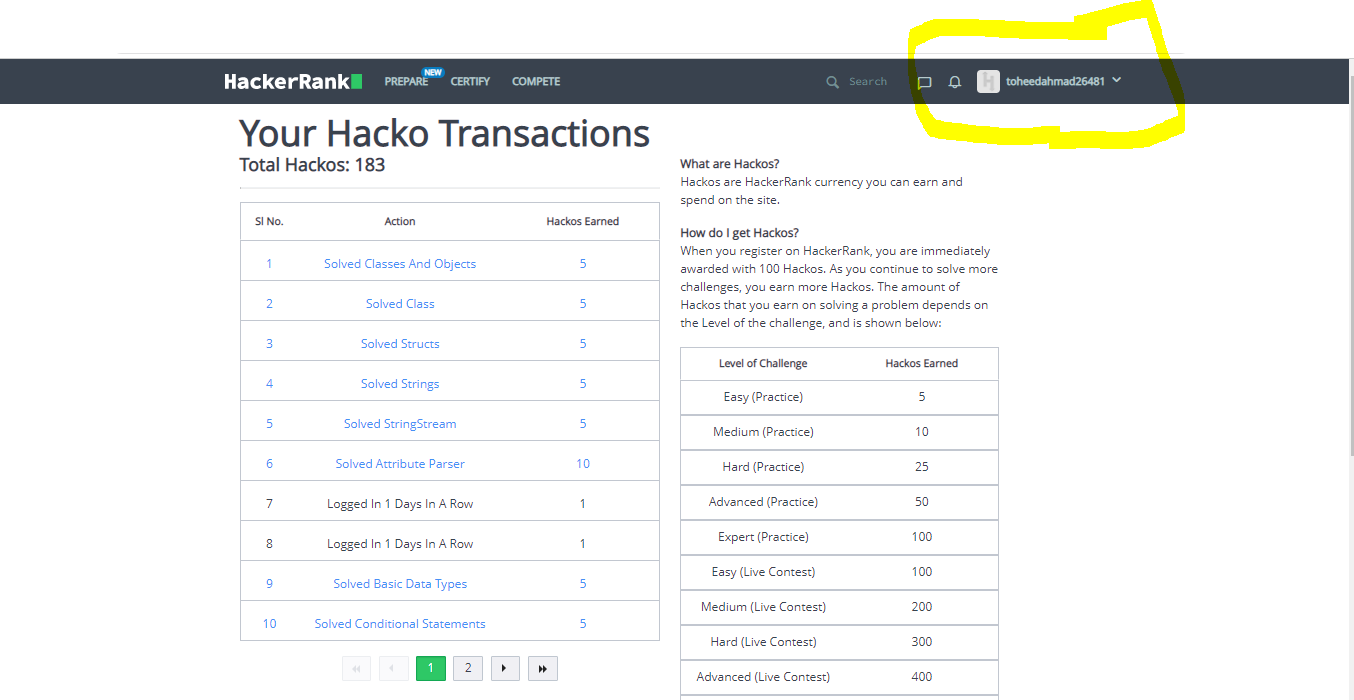 HackerRank PREPARE NEW CERTIFY COMPETE Search H toheedahmad26481
Your Hacko Transactions
Total Hackos: 183
Sl No. Action Hackos Earned
1 Solved Classes And Objects 5
2 Solved Class 5
3 Solved Structs 5
4 Solved Strings 5
5 Solved StringStream 5
6 Solved Attribute Parser 10
7 Logged In 1 Days In A Row 1
8 Logged In 1 Days In A Row 1
9 Solved Basic Data Types 5
10 Solved Conditional Statements 5
1 2
What are Hackos?
Hackos are HackerRank currency you can earn and
spend on the site.
How do I get Hackos?
When you register on HackerRank, you are immediately
awarded with 100 Hackos. As you continue to solve more
challenges, you earn more Hackos. The amount of
Hackos that you earn on solving a problem depends on
the Level of the challenge, and is shown below:
Level of Challenge Hackos Earned
Easy (Practice) 5
Medium (Practice) 10
Hard (Practice) 25
Advanced (Practice) 50
Expert (Practice) 100
Easy (Live Contest) 100
Medium (Live Contest) 200
Hard (Live Contest) 300
Advanced (Live Contest) 400